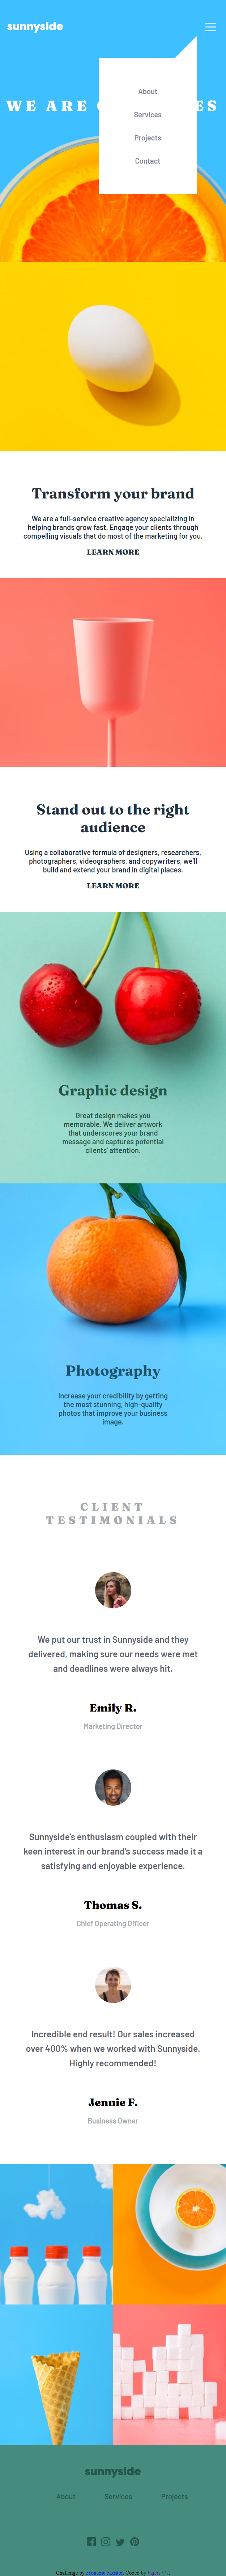 sunnyside
About
Services
Projects
Contact
WE ARE
Transform your brand
We are a full-service creative agency specializing in
helping brands grow fast. Engage your clients through
compelling visuals that do most of the marketing for you.
LEARN MORE
Stand out to the right
audience
Using a collaborative formula of designers, researchers,
photographers, videographers, and copywriters, we'll
build and extend your brand in digital places.
LEARN MORE
Graphic design
Great design makes you
memorable. We deliver artwork
that underscores your brand
message and captures potential
clients' attention.
Photography
Increase your credibility by getting
the most stunning, high-quality
photos that improve your business
image.
CLIENT
TESTIMONIALS
We put our trust in Sunnyside and they
delivered, making sure our needs were met
and deadlines were always hit.
Emily R.
Marketing Director
Sunnyside's enthusiasm coupled with their
keen interest in our brand's success made it a
satisfying and enjoyable experience.
Thomas S.
Chief Operating Officer
Incredible end result! Our sales increased
over 400% when we worked with Sunnyside.
Highly recommended!
Jennie F.
Business Owner
sunnyside
About Services Projects
Challenge by Frontend Mentor. Coded by